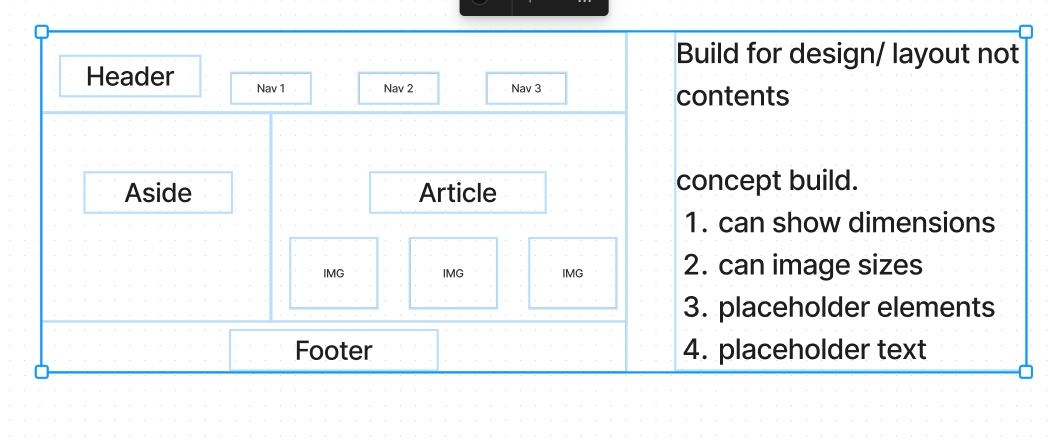 Header
Nav 1
Nav 2
Nav 3
Aside
Article
IMG
IMG
IMG
Footer
Build for design/ layout not
contents
concept build.
1. can show dimensions
2. can image sizes
3. placeholder elements
4. placeholder text